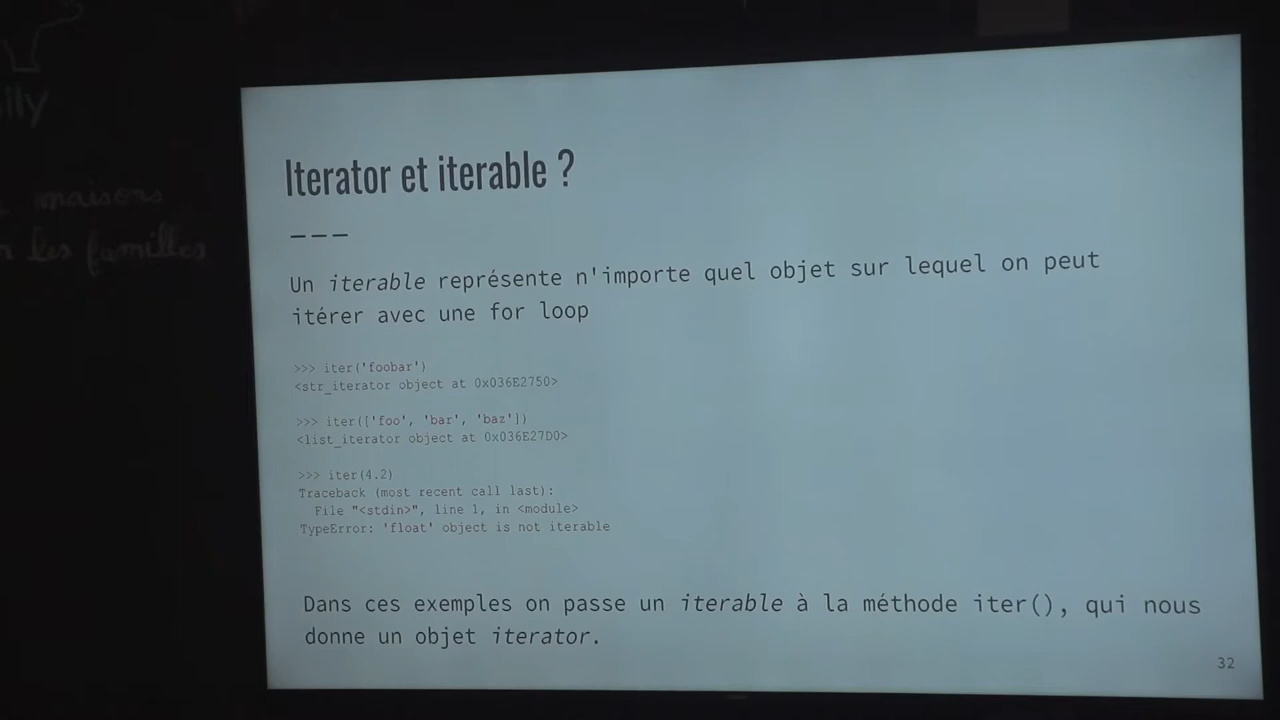 maisons
les familles
Iterator et iterable ?
---
Un iterable représente n'importe quel objet sur lequel on peut
itérer avec une for loop
>>> iter('foobar')
<str_iterator object at 0x036E2750>
>>> iter(['foo', 'bar', 'baz'])
<list_iterator object at 0x036E27D0>
>>> iter(4.2)
Traceback (most recent call last):
  File "<stdin>", line 1, in <module>
TypeError: 'float' object is not iterable
Dans ces exemples on passe un iterable à la méthode iter(), qui nous
donne un objet iterator.
32